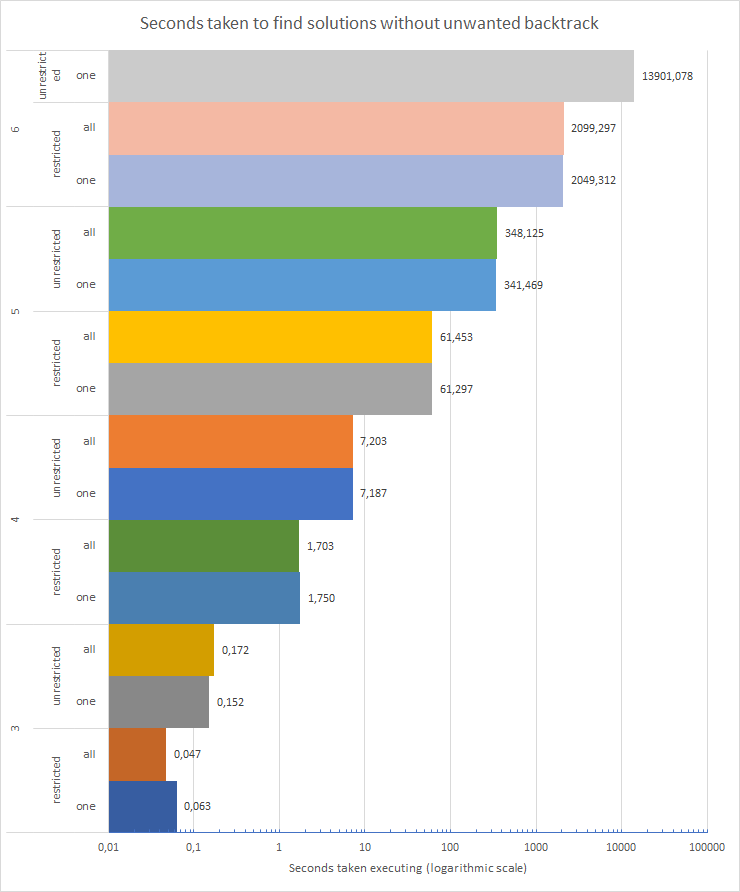 Seconds taken to find solutions without unwanted backtrack
6
unrestrict
ed
one
13901,078
restricted
all
2099,297
one
2049,312
5
unrestricted
all
348,125
one
341,469
restricted
all
61,453
one
61,297
4
unrestricted
all
7,203
one
7,187
restricted
all
1,703
one
1,750
3
unrestricted
all
0,172
one
0,152
restricted
all
0,047
one
0,063
0,01 0,1 1 10 100 1000 10000 100000
Seconds taken executing (logarithmic scale)